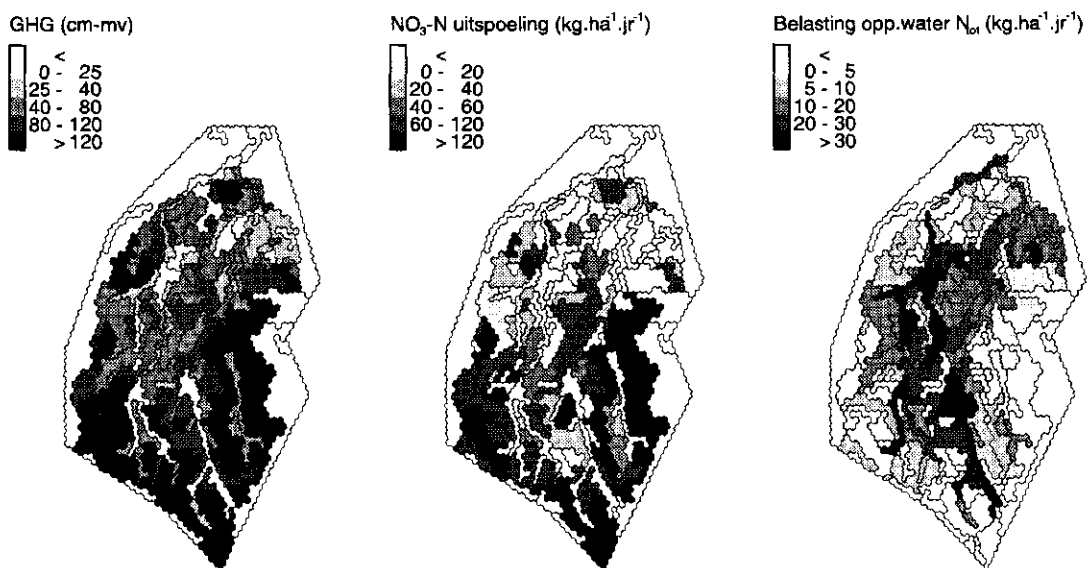 GHG (cm-mv)
<
0 - 25
25 - 40
40 - 80
80 - 120
> 120
NO₃-N uitspoeling (kg.ha⁻¹.jr⁻¹)
<
0 - 20
20 - 40
40 - 60
60 - 120
> 120
Belasting opp.water Nₜₒₜ (kg.ha⁻¹.jr⁻¹)
<
0 - 5
5 - 10
10 - 20
20 - 30
> 30